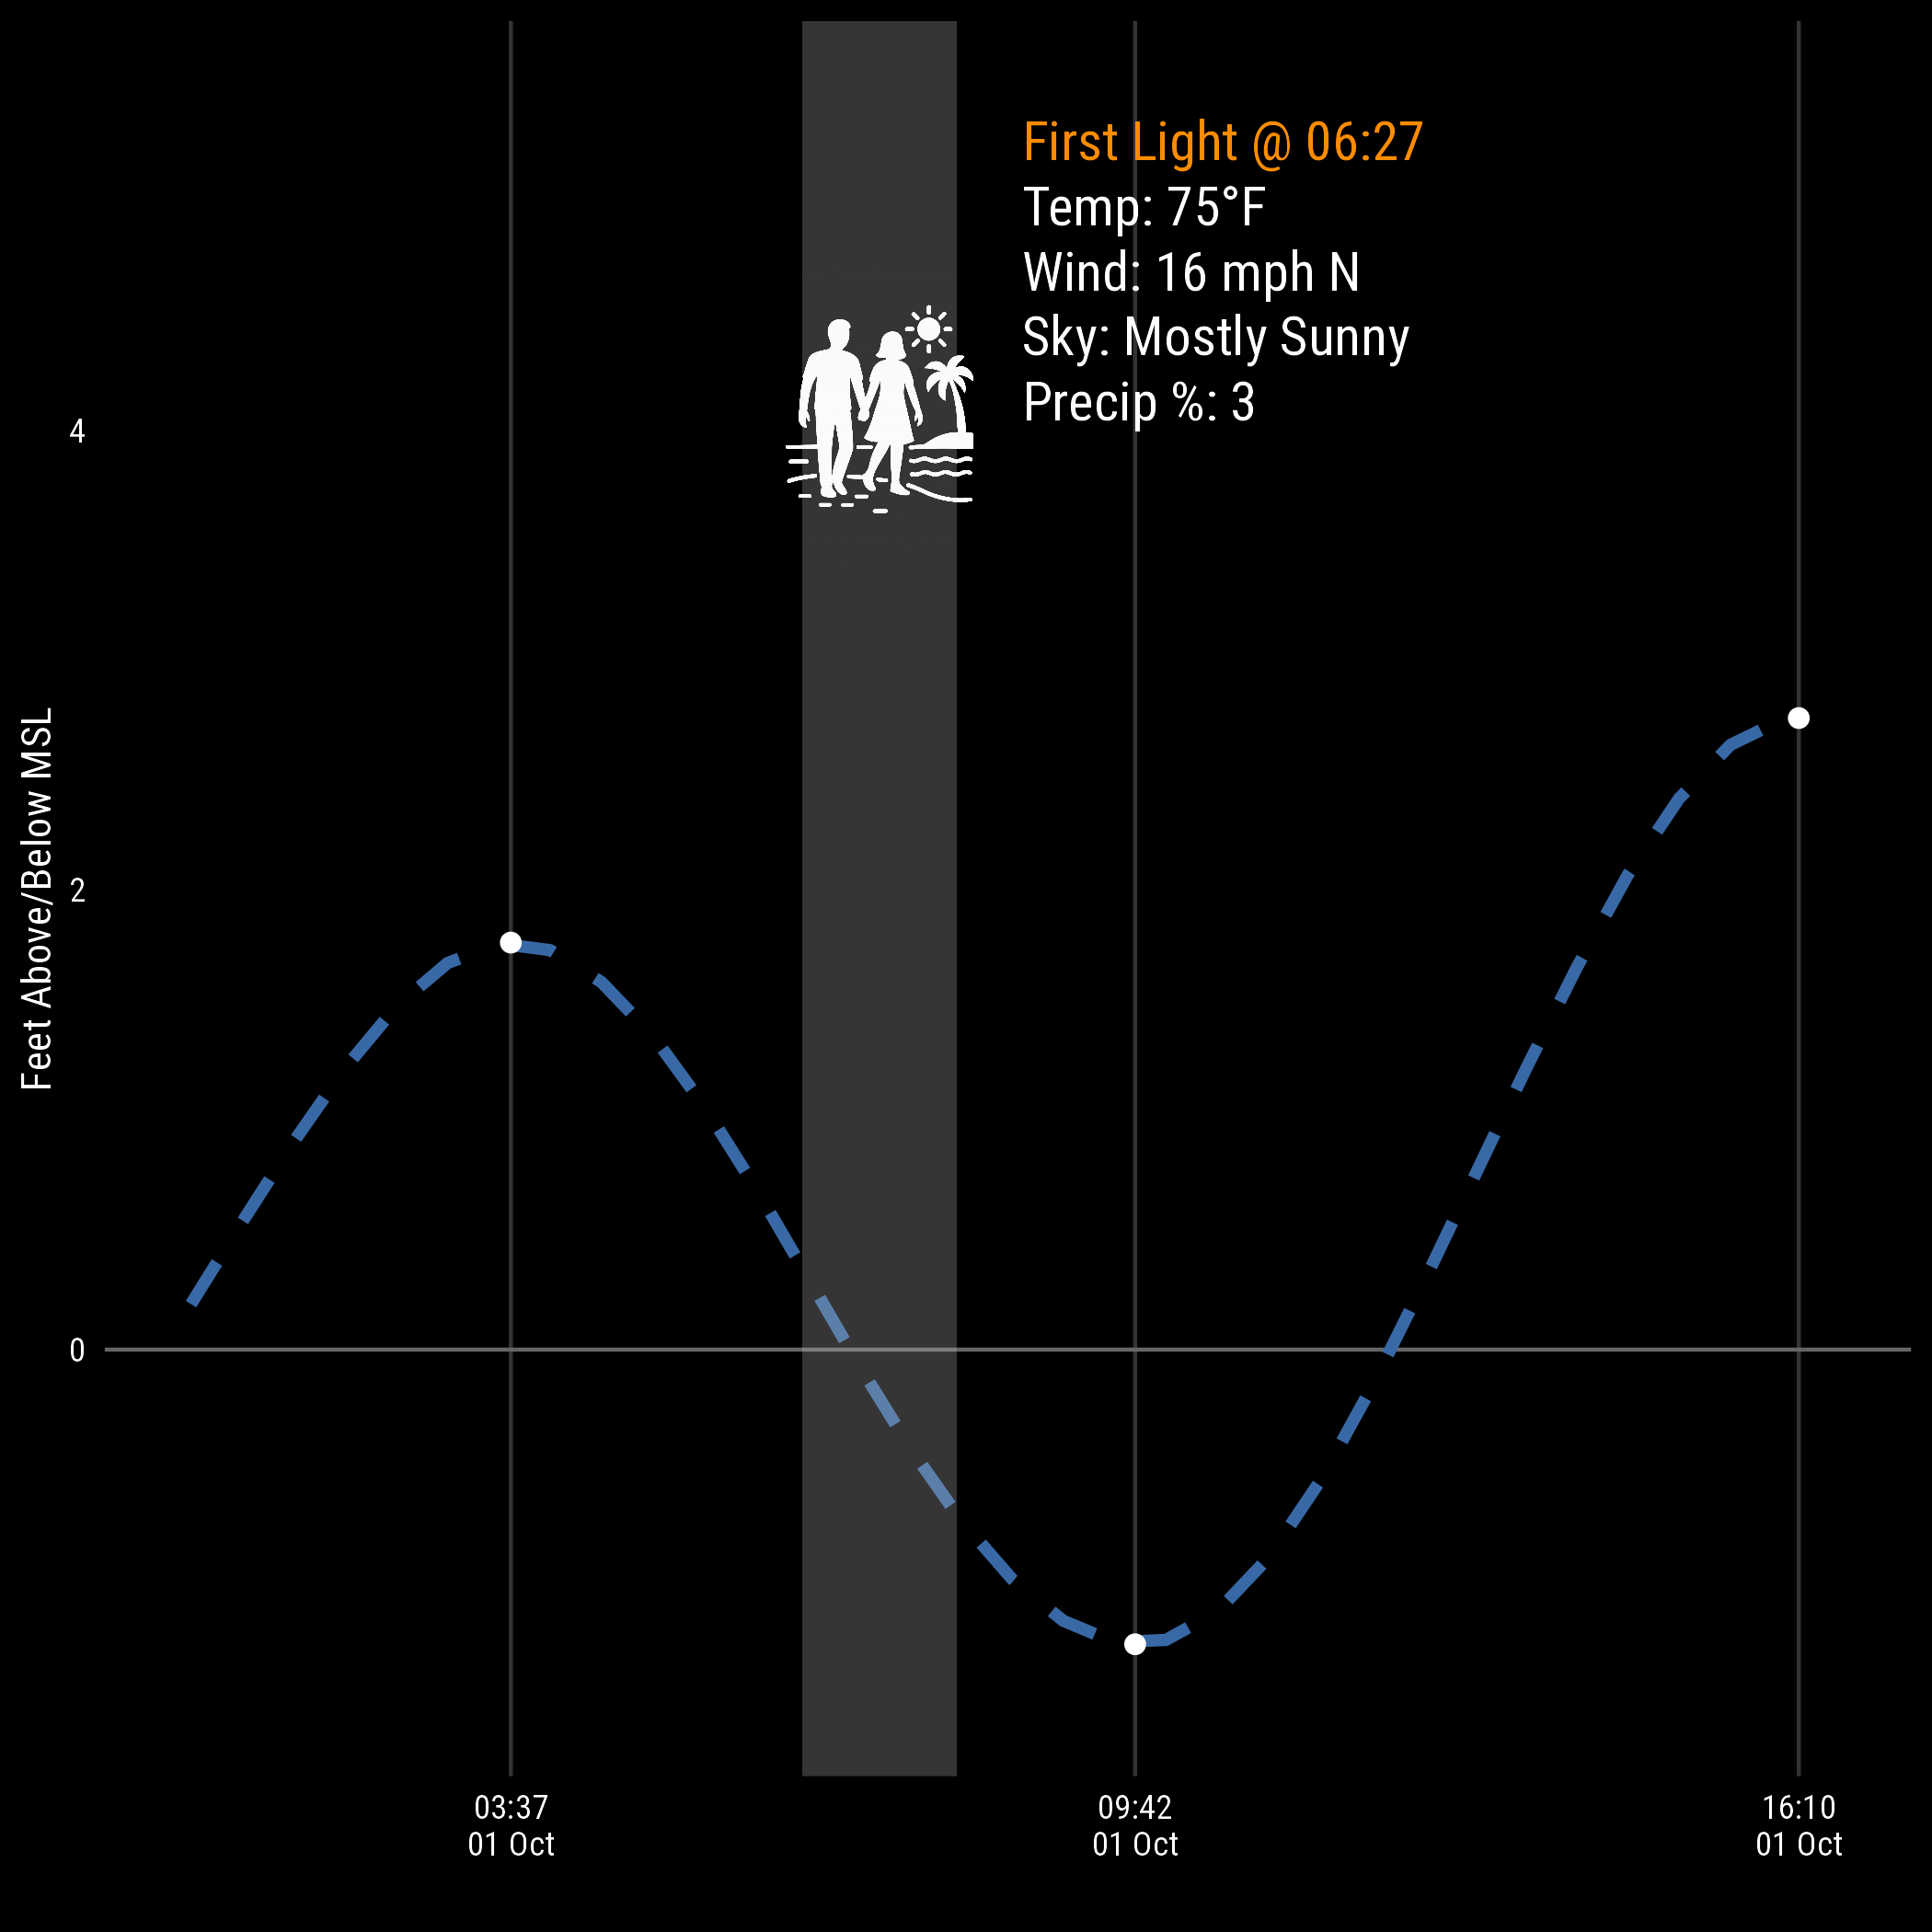 First Light @ 06:27
Temp: 75°F
Wind: 16 mph N
Sky: Mostly Sunny
Precip %: 3
Feet Above/Below MSL
4
2
0
03:37
01 Oct
09:42
01 Oct
16:10
01 Oct